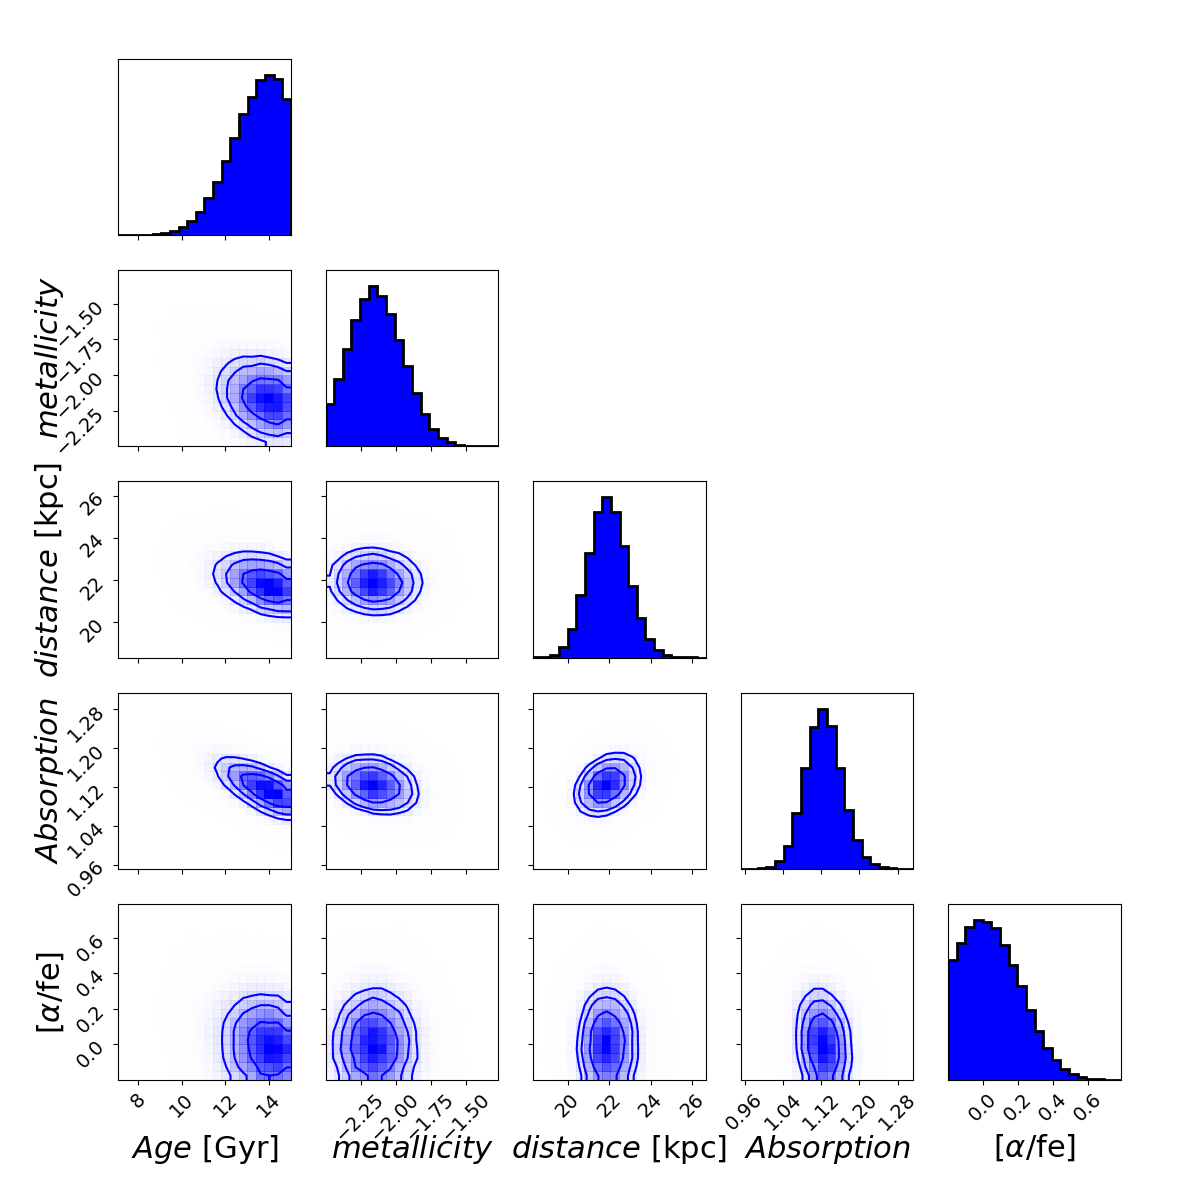 metallicity
−1.50
−1.75
−2.00
−2.25
distance [kpc]
26
24
22
20
Absorption
1.28
1.20
1.12
1.04
0.96
[α/fe]
0.6
0.4
0.2
0.0
8 10 12 14
−2.25 −2.00 −1.75 −1.50
20 22 24 26
0.96 1.04 1.12 1.20 1.28
0.0 0.2 0.4 0.6
Age [Gyr] metallicity distance [kpc] Absorption [α/fe]